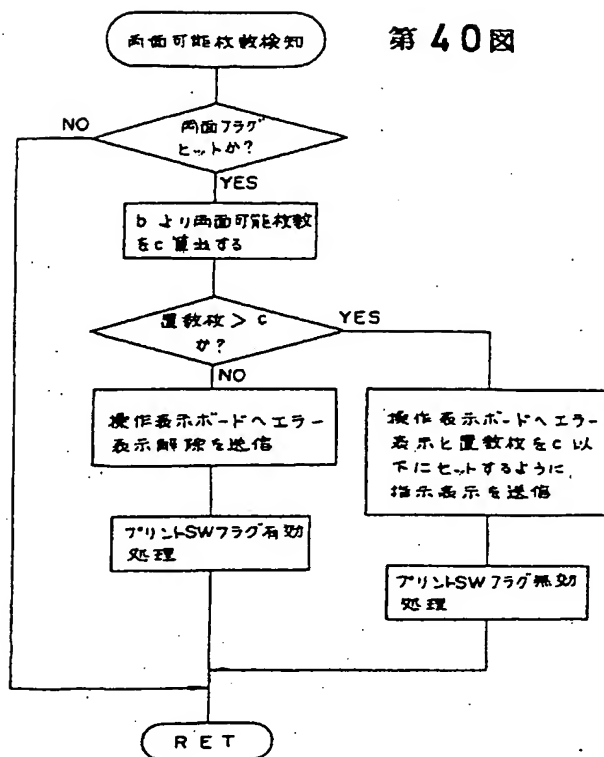 第40図
両面可能枚数検知
両面フラグ
ヒットか?
NO
YES
b より両面可能枚数
をc 算出する
置数枚 > c
か?
YES
NO
操作表示ボードへエラー
表示解除を送信
プリントSWフラグ有効
処理
操作表示ボードへエラー
表示と置数枚をc 以
下にセットするように
指示表示を送信
プリントSWフラグ無効
処理
RET